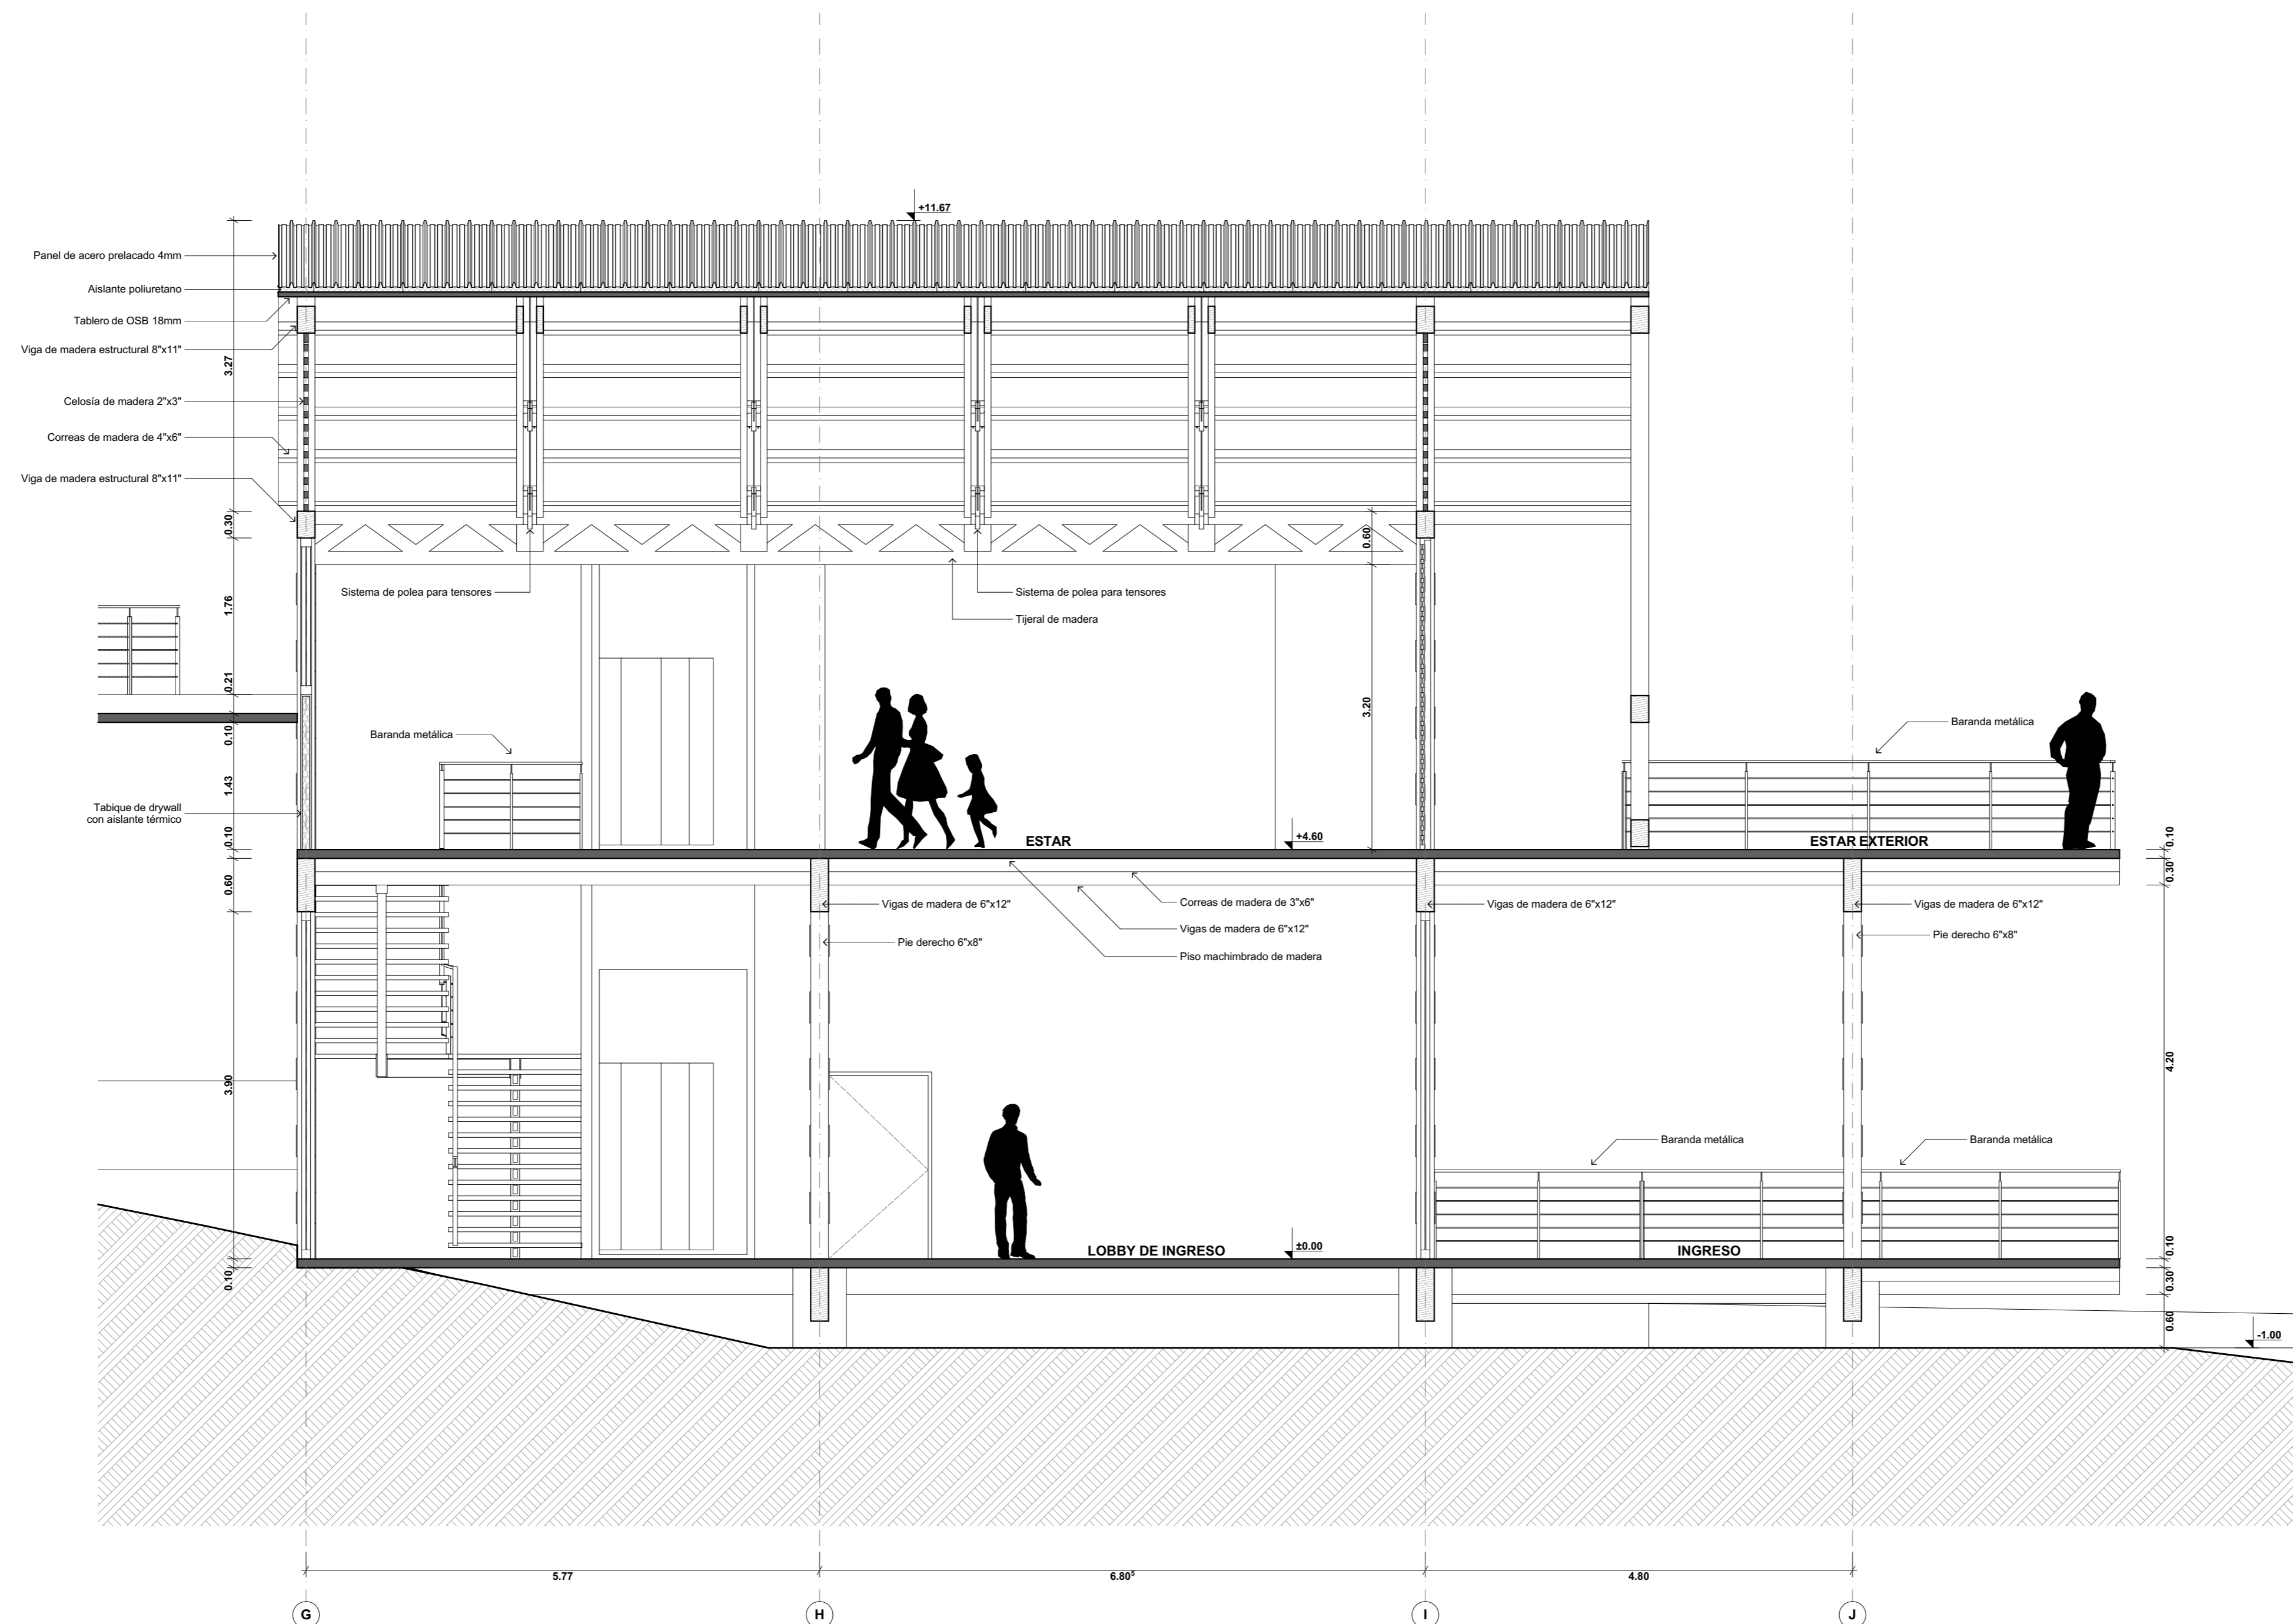 +11.67
Panel de acero prelacado 4mm
Aislante poliuretano
Tablero de OSB 18mm
Viga de madera estructural 8"x11"
3.27
Celosía de madera 2"x3"
Correas de madera de 4"x6"
Viga de madera estructural 8"x11"
0.30
0.60
Sistema de polea para tensores
Sistema de polea para tensores
Tijeral de madera
1.76
0.21
3.20
0.10
Baranda metálica
Baranda metálica
1.43
Tabique de drywall
con aislante térmico
0.10
ESTAR
+4.60
ESTAR EXTERIOR
0.10
0.30
0.60
Vigas de madera de 6"x12"
Correas de madera de 3"x6"
Vigas de madera de 6"x12"
Vigas de madera de 6"x12"
Vigas de madera de 6"x12"
Pie derecho 6"x8"
Pie derecho 6"x8"
Piso machimbrado de madera
3.90
4.20
Baranda metálica
Baranda metálica
LOBBY DE INGRESO
±0.00
INGRESO
0.10
0.10
0.30
0.60
-1.00
5.77
6.80⁵
4.80
G
H
I
J